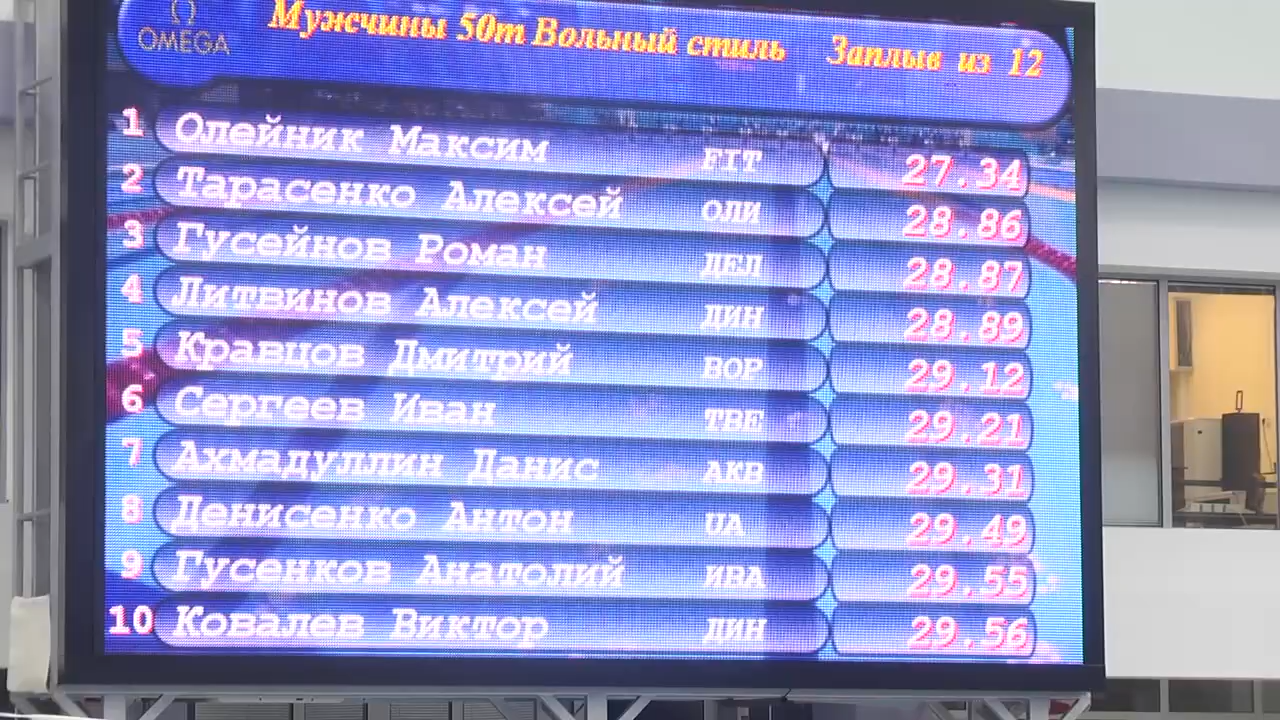 Ω OMEGA
Мужчины 50m Вольный стиль Заплыв из 12
1 Олейник Максим 27.34
2 Тарасенко Алексей ОЛИ 28.86
3 Гусейнов Роман 28.87
4 Литвинов Алексей ДИН 28.89
5 Кравцов Дмитрий 29.12
6 Сергеев Иван ТВЕ 29.21
7 Ахмадуллин Данис АКВ 29.31
8 Денисенко Антон UA 29.49
9 Гусенков Анатолий ИВА 29.55
10 Ковалев Виктор ДИН 29.56